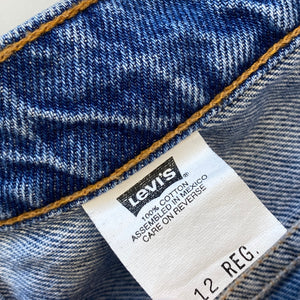 LEVI'S
100% COTTON
ASSEMBLED IN MEXICO
CARE ON REVERSE
12 REG.